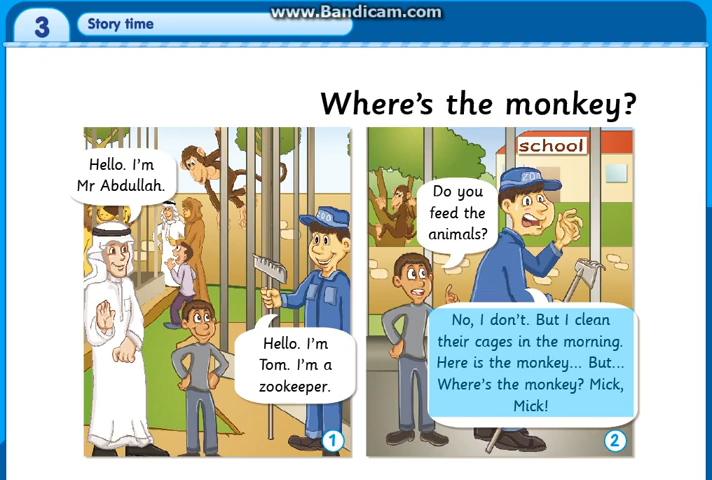 www.Bandicam.com
3
Story time
Where's the monkey?
Hello. I'm
Mr Abdullah.
ZOO
Hello. I'm
Tom. I'm a
zookeeper.
1
school
ZOO
Do you
feed the
animals?
No, I don't. But I clean
their cages in the morning.
Here is the monkey... But...
Where's the monkey? Mick,
Mick!
2